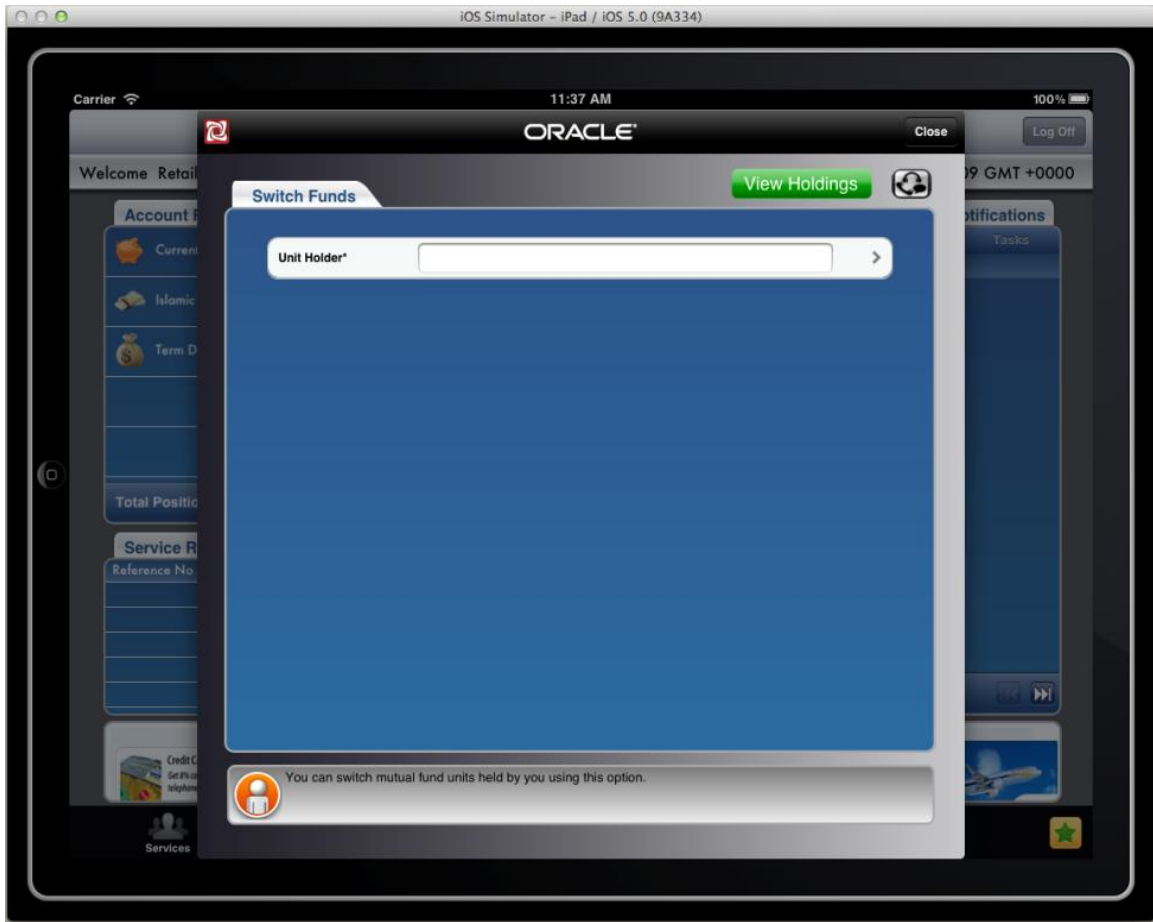 iOS Simulator – iPad / iOS 5.0 (9A334)
Carrier 11:37 AM 100%
ORACLE Close Log Off
Welcome Retail 09 GMT +0000
Switch Funds View Holdings
Account
Unit Holder*
Tasks
Current
Islamic
Term D
Total Positio
Service R
Reference No
Credit C
You can switch mutual fund units held by you using this option.
Services